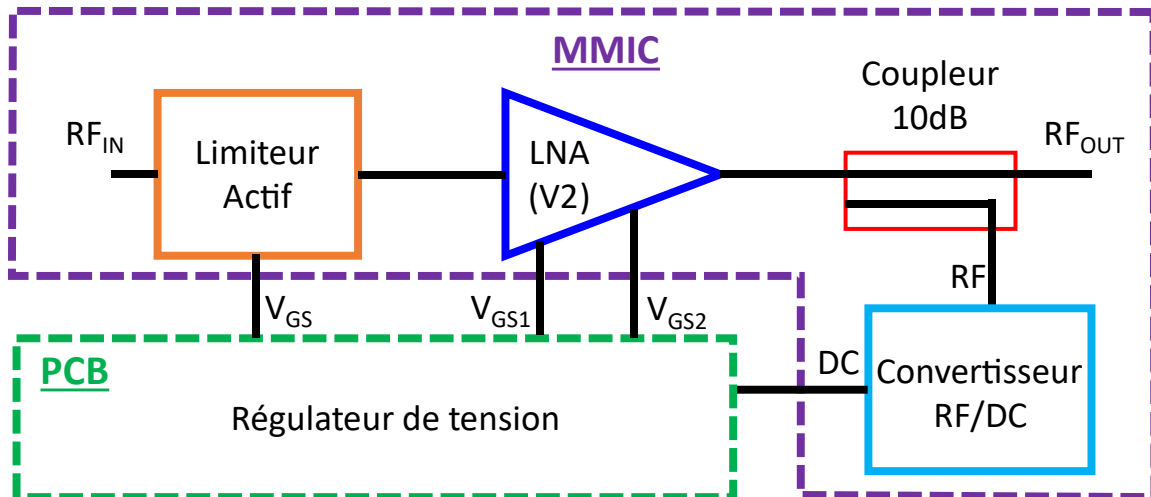 MMIC
Coupleur
10dB
RF_IN
Limiteur
Actif
LNA
(V2)
RF_OUT
V_GS
V_GS1
V_GS2
RF
PCB
Régulateur de tension
DC
Convertisseur
RF/DC